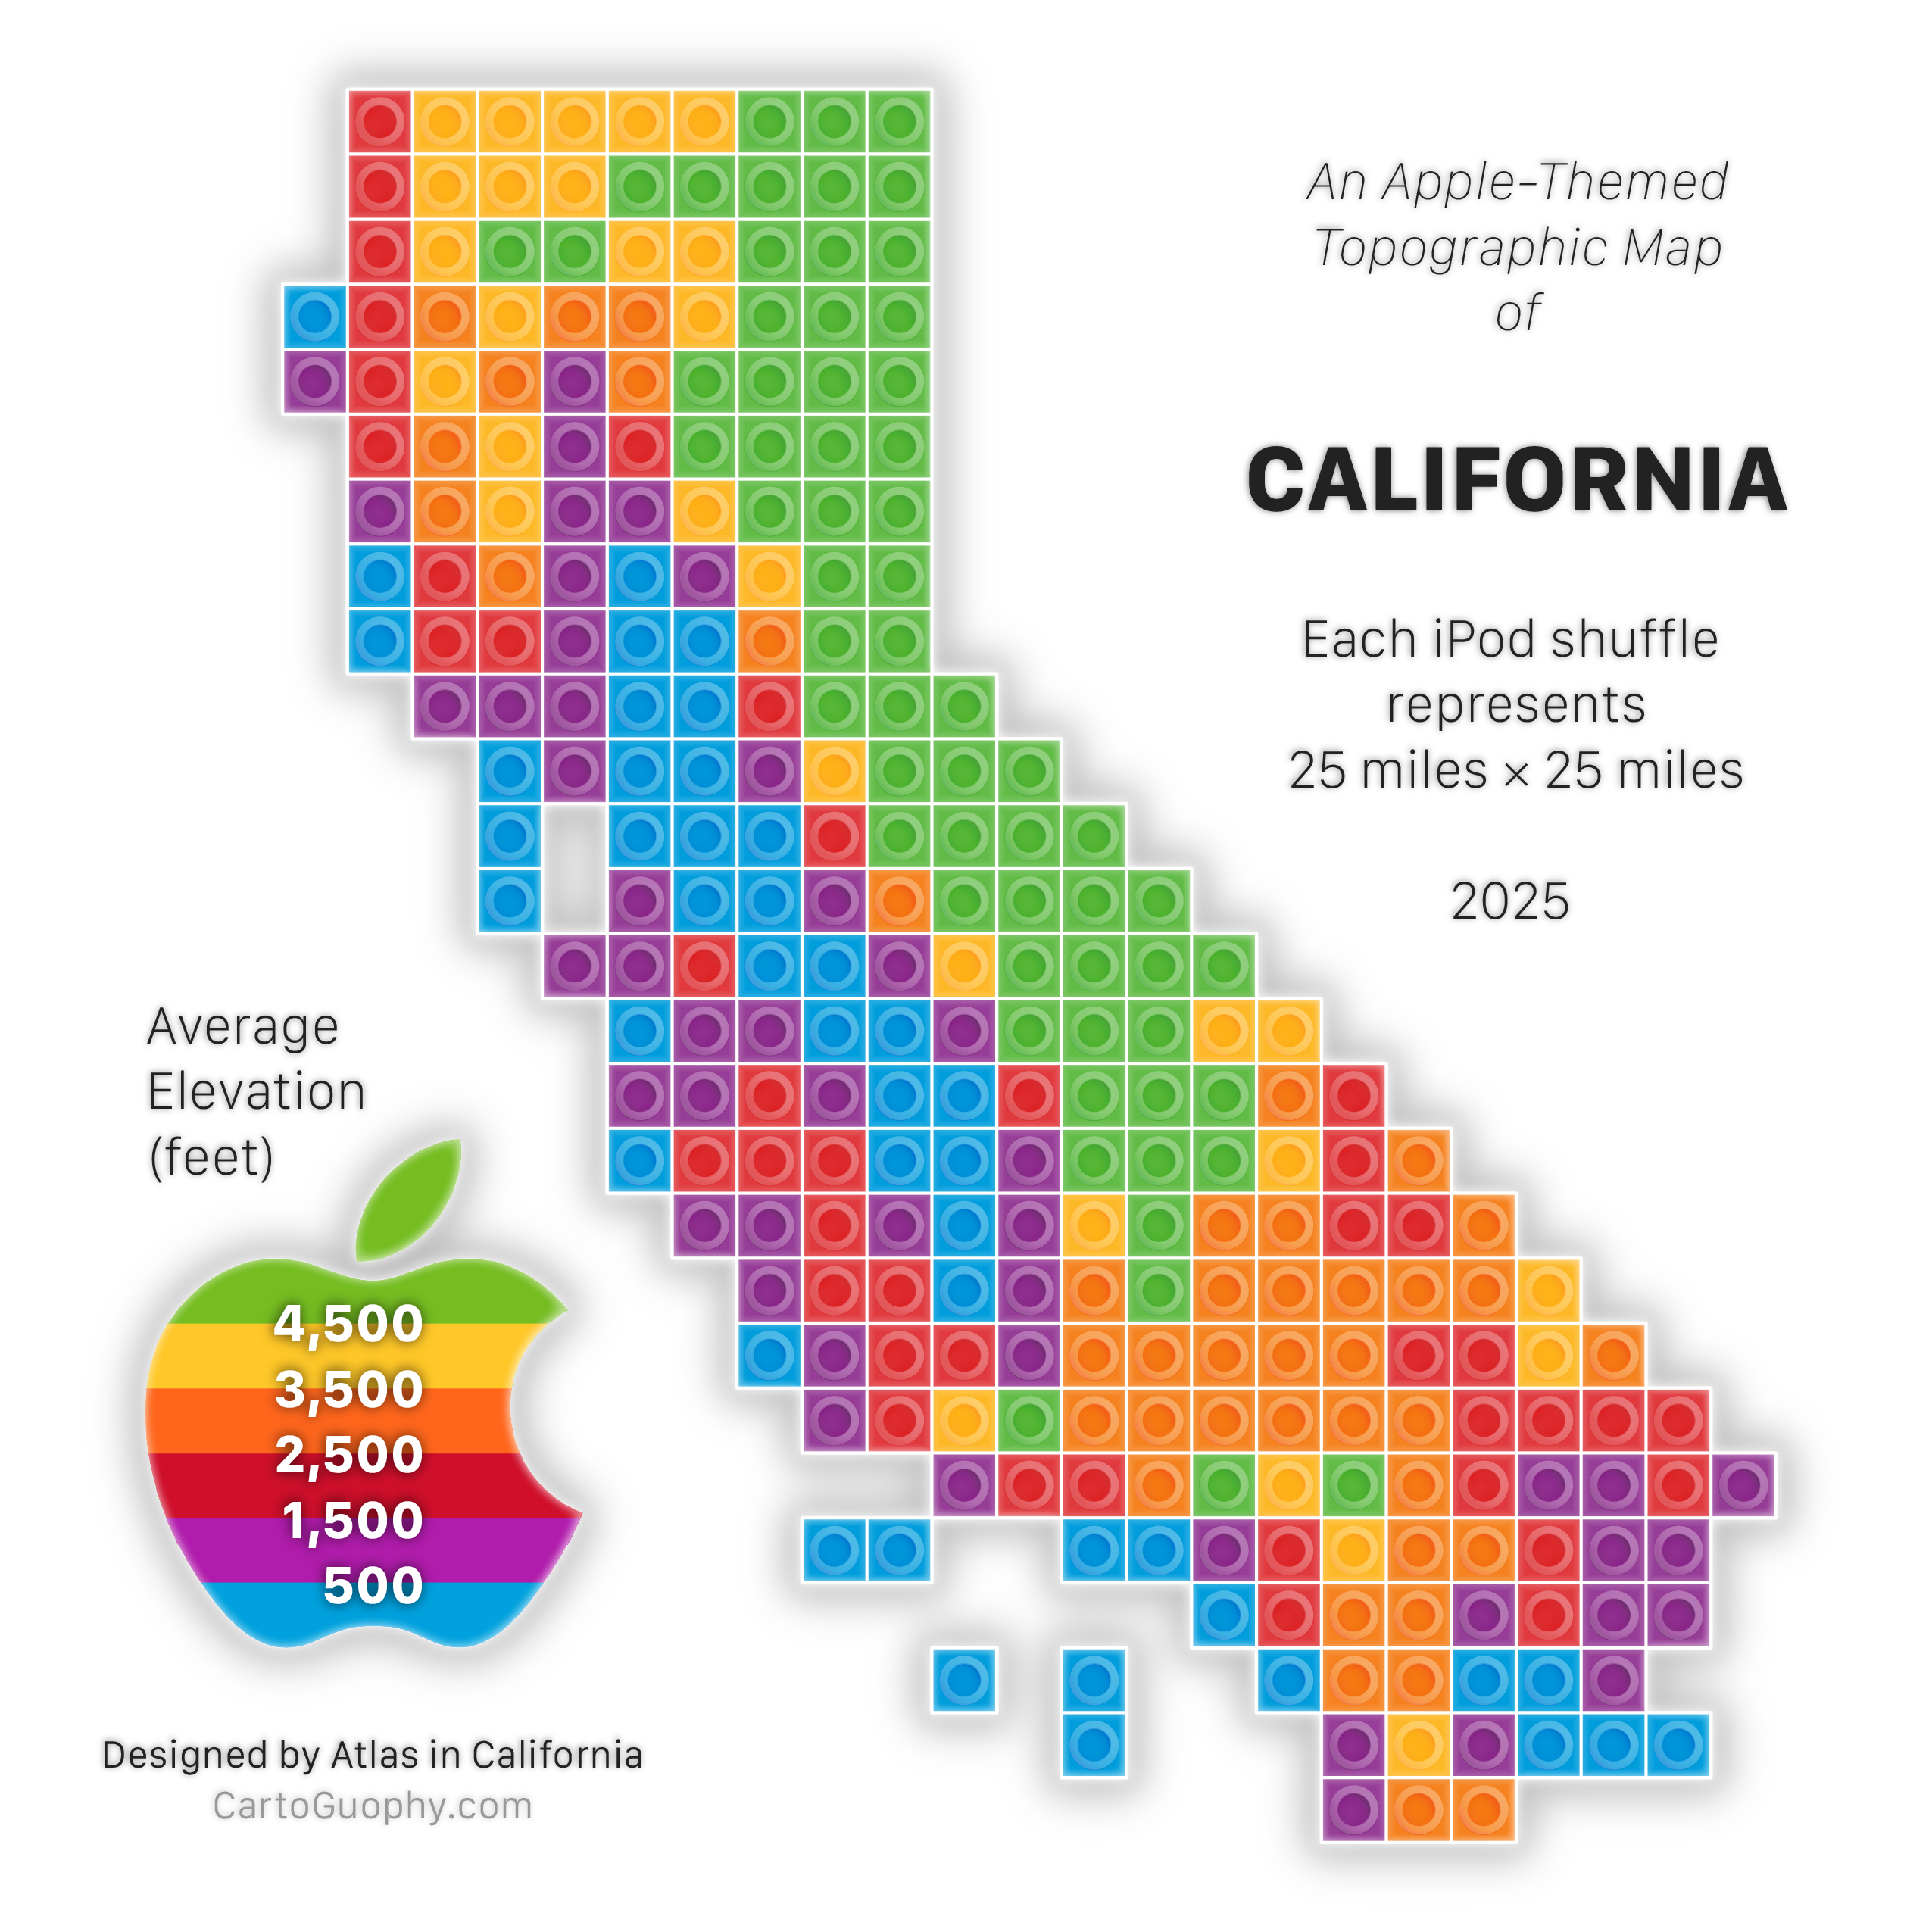 An Apple-Themed
Topographic Map
of
CALIFORNIA
Each iPod shuffle
represents
25 miles × 25 miles
2025
Average
Elevation
(feet)
4,500
3,500
2,500
1,500
500
Designed by Atlas in California
CartoGuophy.com